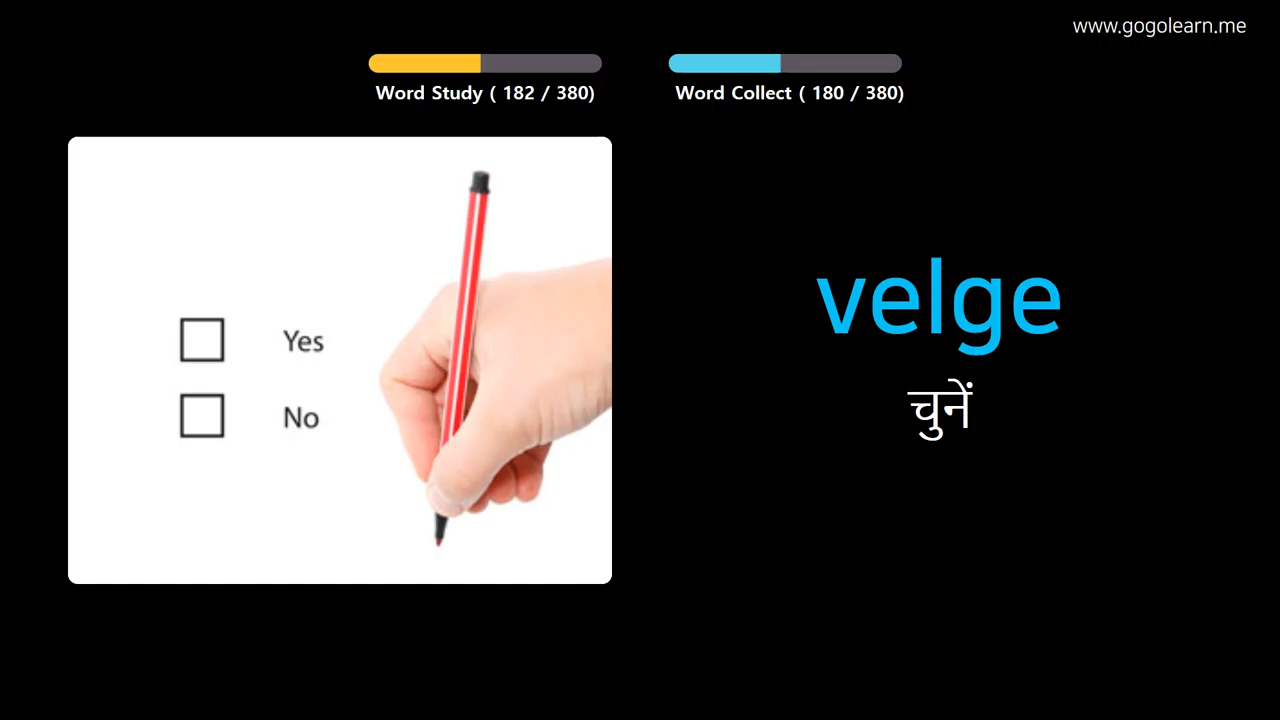 www.gogolearn.me
Word Study ( 182 / 380)
Word Collect ( 180 / 380)
Yes
No
velge
चुनें